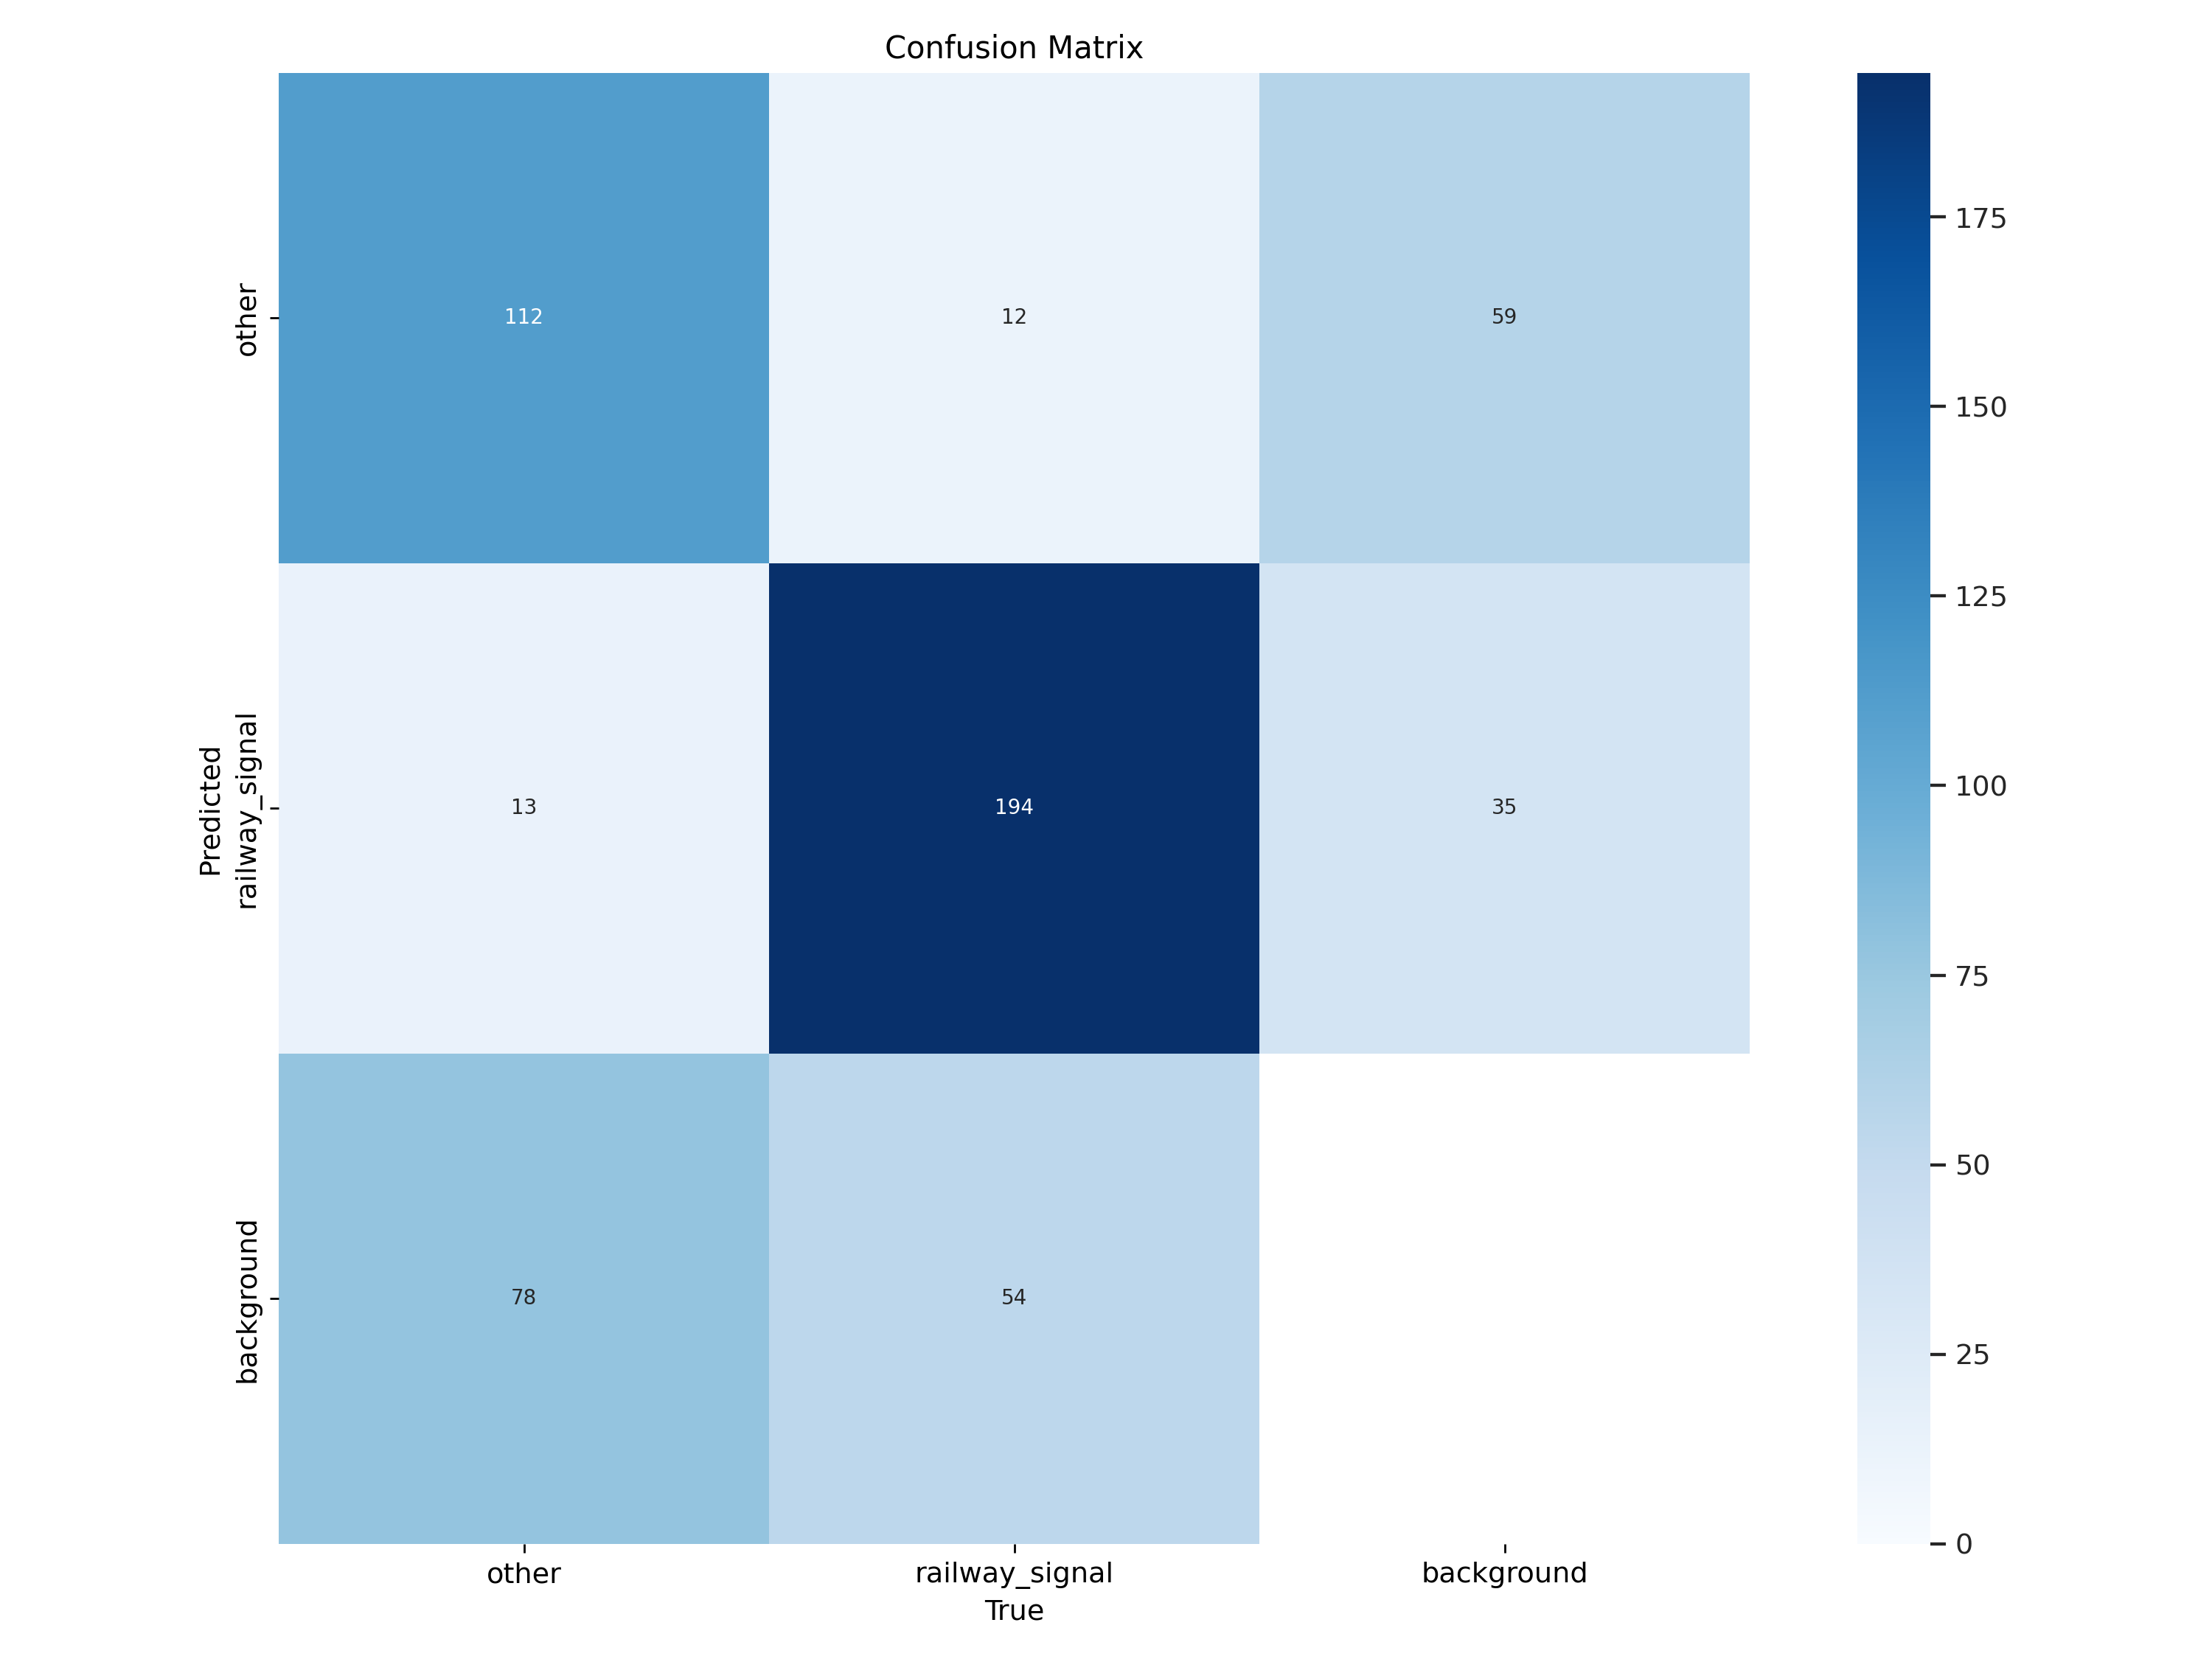 Confusion Matrix
other
112
12
59
175
150
125
Predicted
railway_signal
13
194
35
100
75
background
78
54
50
25
0
other
railway_signal
background
True